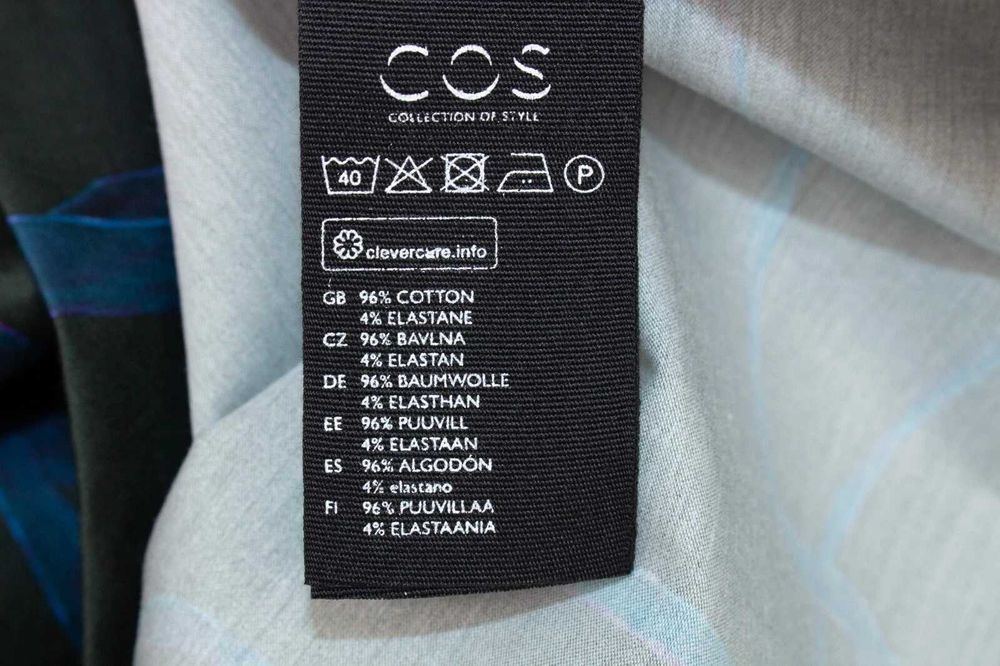 COS
COLLECTION OF STYLE
40 P
clevercare.info
GB 96% COTTON
4% ELASTANE
CZ 96% BAVLNA
4% ELASTAN
DE 96% BAUMWOLLE
4% ELASTHAN
EE 96% PUUVILL
4% ELASTAAN
ES 96% ALGODÓN
4% elastano
FI 96% PUUVILLAA
4% ELASTAANIA